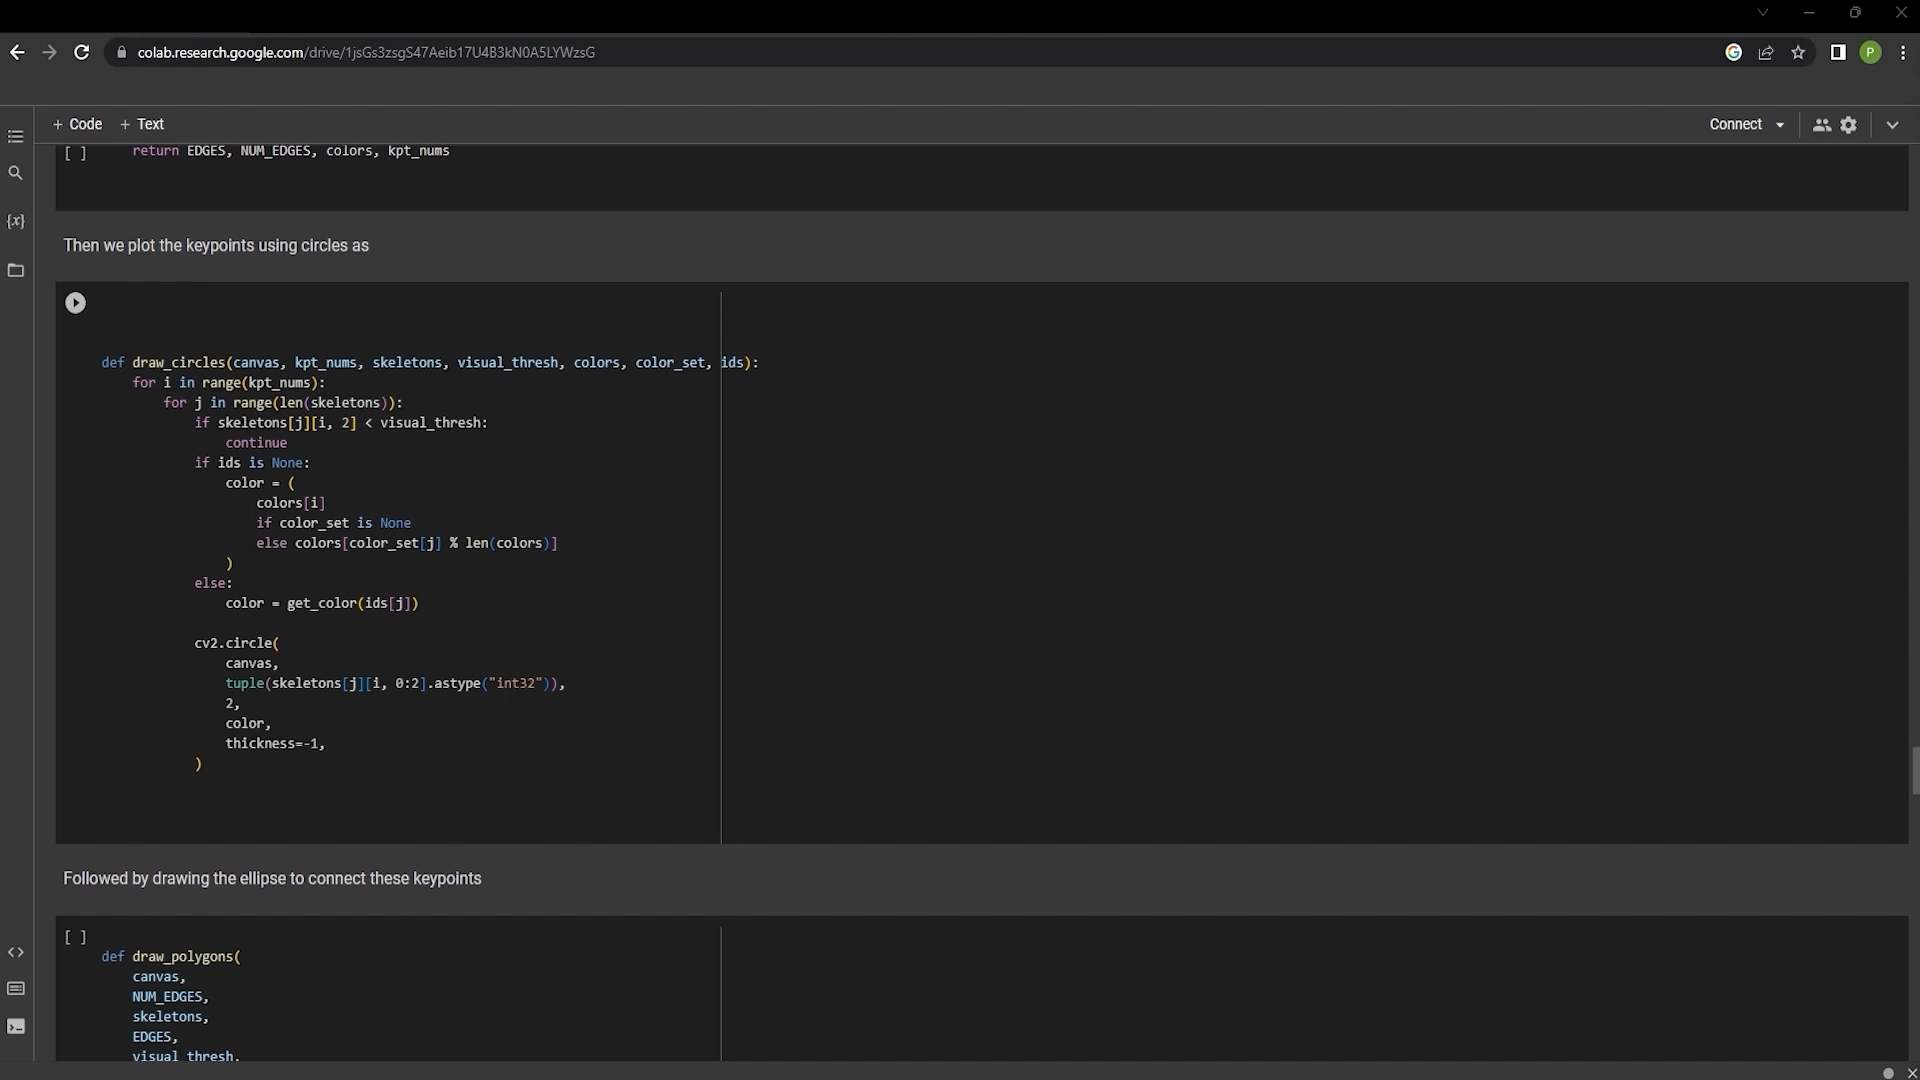 colab.research.google.com/drive/1jsGs3zsgS47Aeib17U4B3kN0A5LYWzsG
P
+ Code + Text
Connect
{x}
[ ] return EDGES, NUM_EDGES, colors, kpt_nums
Then we plot the keypoints using circles as
def draw_circles(canvas, kpt_nums, skeletons, visual_thresh, colors, color_set, ids):
for i in range(kpt_nums):
for j in range(len(skeletons)):
if skeletons[j][i, 2] < visual_thresh:
continue
if ids is None:
color = (
colors[i]
if color_set is None
else colors[color_set[j] % len(colors)]
)
else:
color = get_color(ids[j])
cv2.circle(
canvas,
tuple(skeletons[j][i, 0:2].astype("int32")),
2,
color,
thickness=-1,
)
Followed by drawing the ellipse to connect these keypoints
[ ]
def draw_polygons(
canvas,
NUM_EDGES,
skeletons,
EDGES,
visual_thresh,